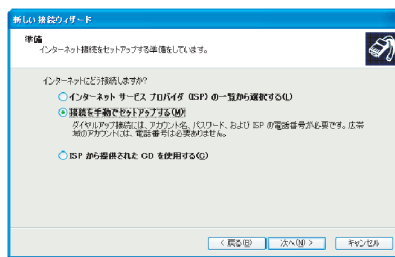 新しい接続ウィザード
準備
インターネット接続をセットアップする準備をしています。
インターネットにどう接続しますか?
インターネット サービス プロバイダ (ISP) の一覧から選択する(L)
接続を手動でセットアップする(M)
ダイヤルアップ接続には、アカウント名、パスワード、および ISP の電話番号が必要です。広帯
域のアカウントには、電話番号は必要ありません。
ISP から提供された CD を使用する(C)
< 戻る(B)
次へ(N) >
キャンセル